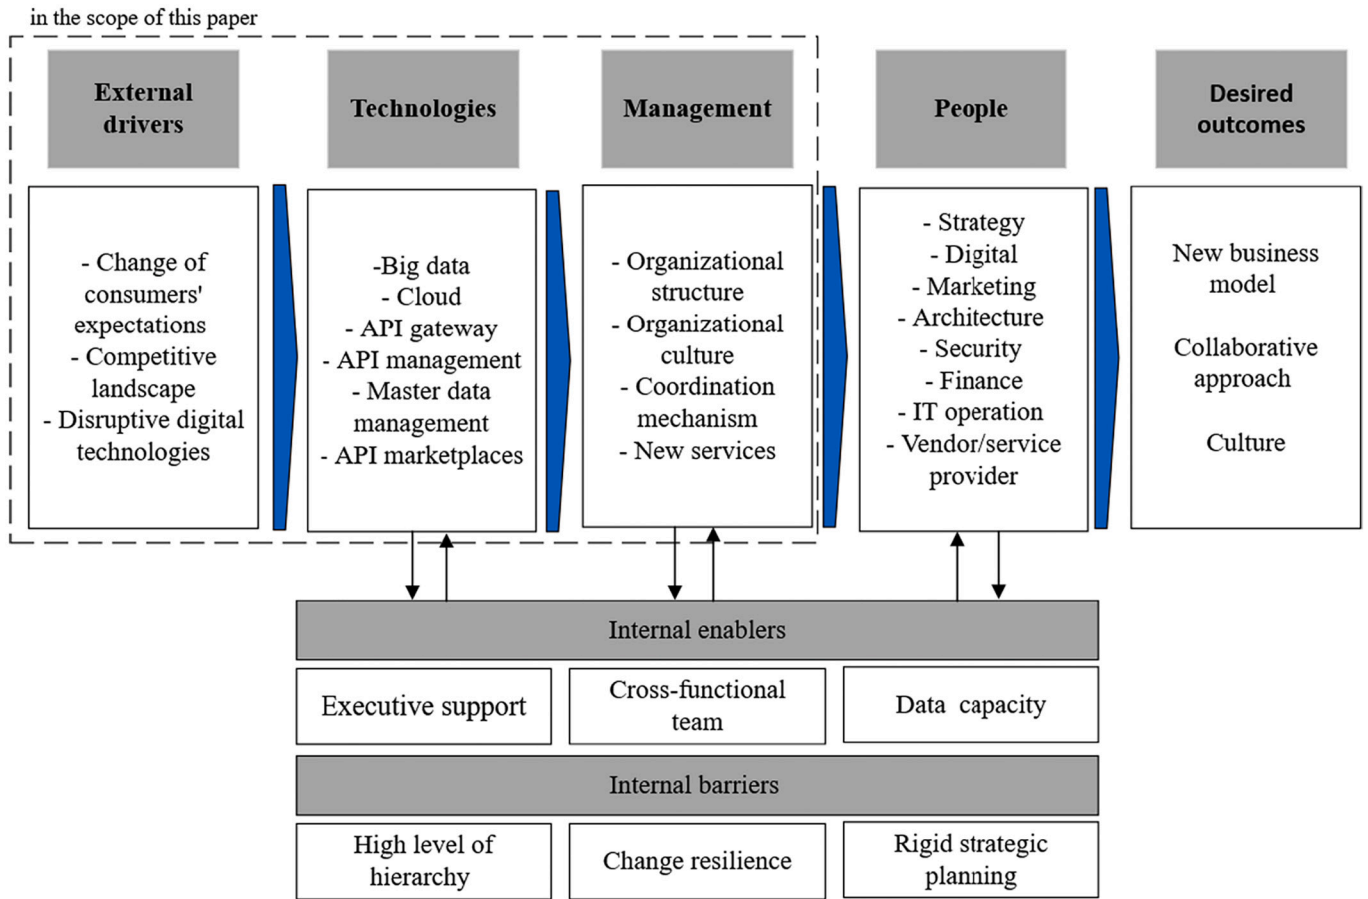 in the scope of this paper
External
drivers
Technologies
Management
People
Desired
outcomes
- Change of
consumers'
expectations
- Competitive
landscape
- Disruptive digital
technologies
-Big data
- Cloud
- API gateway
- API management
- Master data
management
- API marketplaces
- Organizational
structure
- Organizational
culture
- Coordination
mechanism
- New services
- Strategy
- Digital
- Marketing
- Architecture
- Security
- Finance
- IT operation
- Vendor/service
provider
New business
model
Collaborative
approach
Culture
Internal enablers
Executive support
Cross-functional
team
Data capacity
Internal barriers
High level of
hierarchy
Change resilience
Rigid strategic
planning